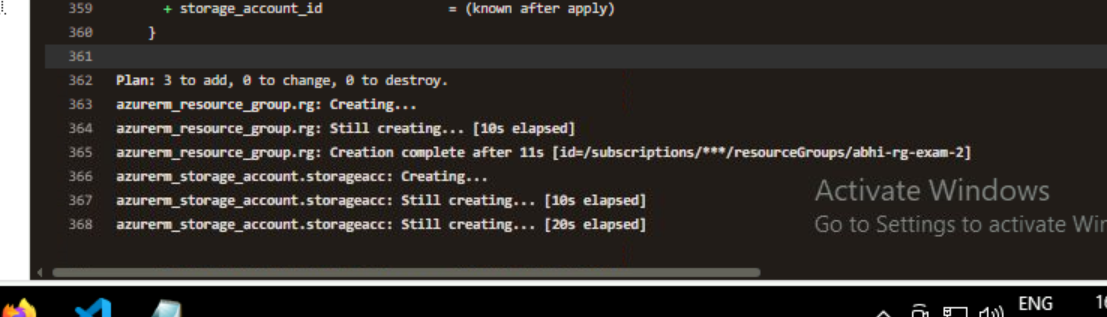 359 + storage_account_id = (known after apply)
360 }
361
362 Plan: 3 to add, 0 to change, 0 to destroy.
363 azurerm_resource_group.rg: Creating...
364 azurerm_resource_group.rg: Still creating... [10s elapsed]
365 azurerm_resource_group.rg: Creation complete after 11s [id=/subscriptions/***/resourceGroups/abhi-rg-exam-2]
366 azurerm_storage_account.storageacc: Creating...
367 azurerm_storage_account.storageacc: Still creating... [10s elapsed]
368 azurerm_storage_account.storageacc: Still creating... [20s elapsed]
Activate Windows
Go to Settings to activate Win
ENG